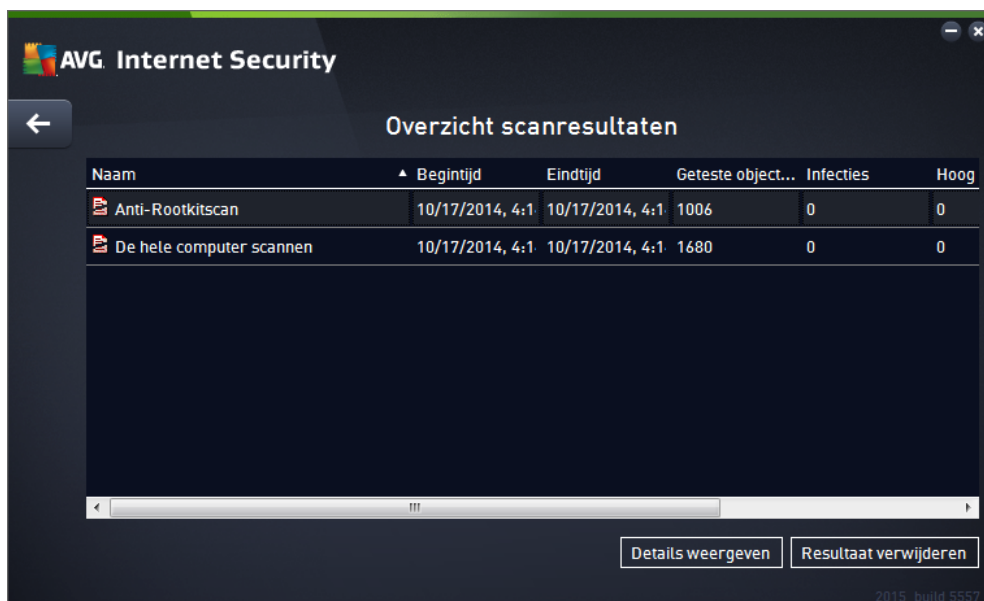 AVG. Internet Security
Overzicht scanresultaten
Naam Begintijd Eindtijd Geteste object... Infecties Hoog
Anti-Rootkitscan 10/17/2014, 4:1 10/17/2014, 4:1 1006 0 0
De hele computer scannen 10/17/2014, 4:1 10/17/2014, 4:1 1680 0 0
Details weergeven Resultaat verwijderen
2015 build 5557